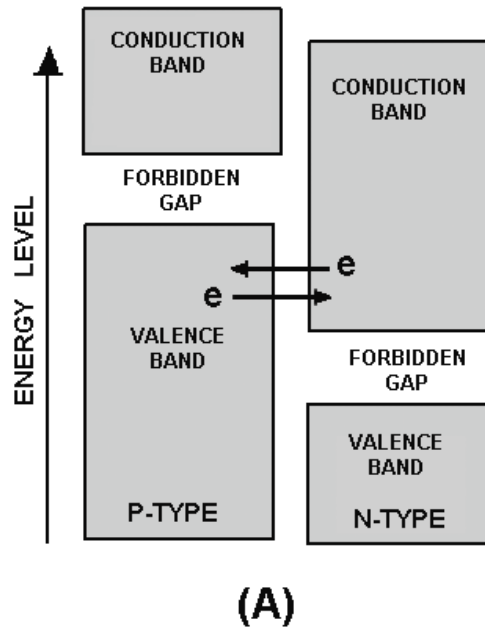 CONDUCTION
BAND
CONDUCTION
BAND
FORBIDDEN
GAP
ENERGY LEVEL
e
e
VALENCE
BAND
FORBIDDEN
GAP
VALENCE
BAND
P-TYPE
N-TYPE
(A)